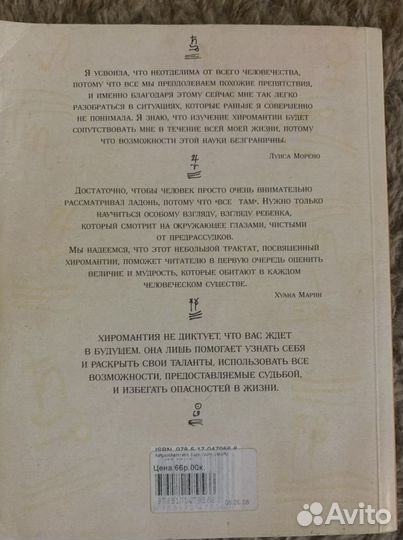 Я усвоила, что неотделима от всего человечества,
потому что все мы преодолеваем похожие препятствия,
и именно благодаря этому сейчас мне так легко
разобраться в ситуациях, которые раньше я совершенно
не понимала. Я знаю, что изучение хиромантии будет
сопутствовать мне в течение всей моей жизни, потому
что возможности этой науки безграничны.
Луиса Морено
Достаточно, чтобы человек просто очень внимательно
рассматривал ладонь, потому что «все там». Нужно только
научиться особому взгляду, взгляду ребенка,
который смотрит на окружающее глазами, чистыми
от предрассудков.
Мы надеемся, что этот небольшой трактат, посвященный
хиромантии, поможет читателю в первую очередь оценить
величие и мудрость, которые обитают в каждом
человеческом существе.
Хуана Марин
Хиромантия не диктует, что вас ждет
в будущем. Она лишь помогает узнать себя
и раскрыть свои таланты, использовать все
возможности, предоставляемые судьбой,
и избегать опасностей в жизни.
ISBN 978-5-17-047966-8
Цена:66р.00к.
Avito